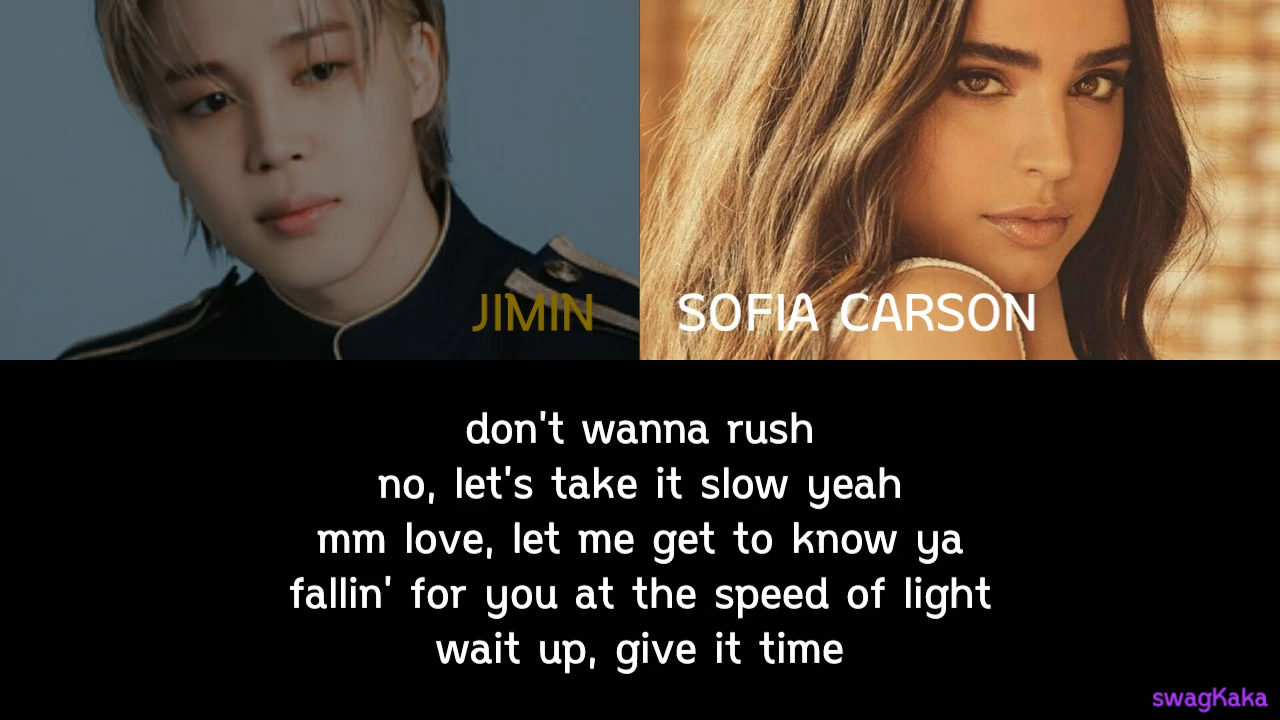 JIMIN
SOFIA CARSON
don't wanna rush
no, let's take it slow yeah
mm love, let me get to know ya
fallin' for you at the speed of light
wait up, give it time
swagKaka